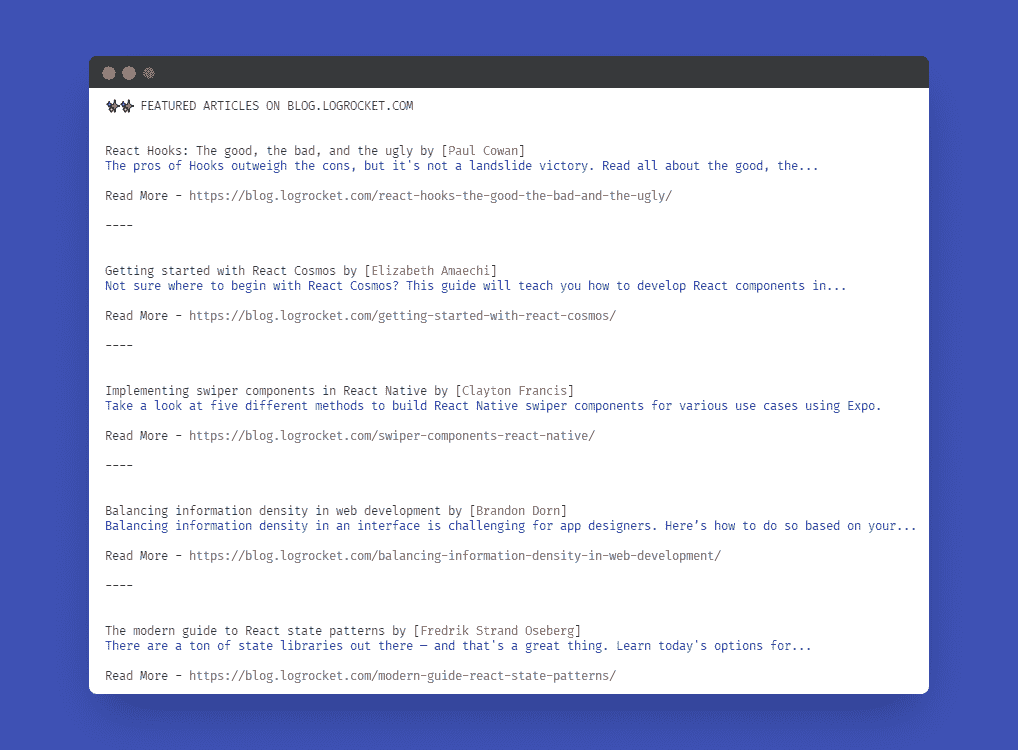 FEATURED ARTICLES ON BLOG.LOGROCKET.COM
React Hooks: The good, the bad, and the ugly by [Paul Cowan]
The pros of Hooks outweigh the cons, but it's not a landslide victory. Read all about the good, the...
Read More - https://blog.logrocket.com/react-hooks-the-good-the-bad-and-the-ugly/
----
Getting started with React Cosmos by [Elizabeth Amaechi]
Not sure where to begin with React Cosmos? This guide will teach you how to develop React components in...
Read More - https://blog.logrocket.com/getting-started-with-react-cosmos/
----
Implementing swiper components in React Native by [Clayton Francis]
Take a look at five different methods to build React Native swiper components for various use cases using Expo.
Read More - https://blog.logrocket.com/swiper-components-react-native/
----
Balancing information density in web development by [Brandon Dorn]
Balancing information density in an interface is challenging for app designers. Here’s how to do so based on your...
Read More - https://blog.logrocket.com/balancing-information-density-in-web-development/
----
The modern guide to React state patterns by [Fredrik Strand Oseberg]
There are a ton of state libraries out there — and that's a great thing. Learn today's options for...
Read More - https://blog.logrocket.com/modern-guide-react-state-patterns/